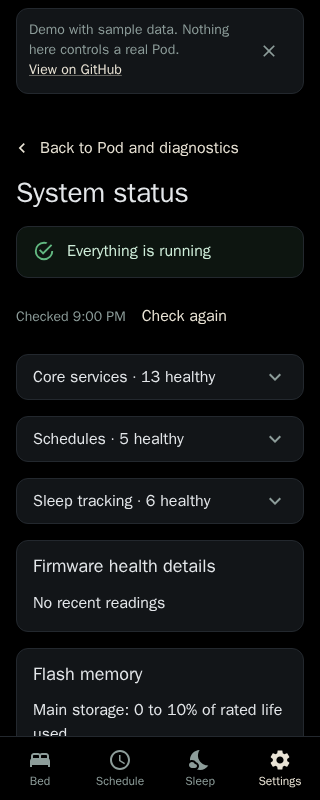 Demo with sample data. Nothing
here controls a real Pod.
View on GitHub
Back to Pod and diagnostics
System status
Everything is running
Checked 9:00 PM Check again
Core services · 13 healthy
Schedules · 5 healthy
Sleep tracking · 6 healthy
Firmware health details
No recent readings
Flash memory
Main storage: 0 to 10% of rated life
used
Bed Schedule Sleep Settings